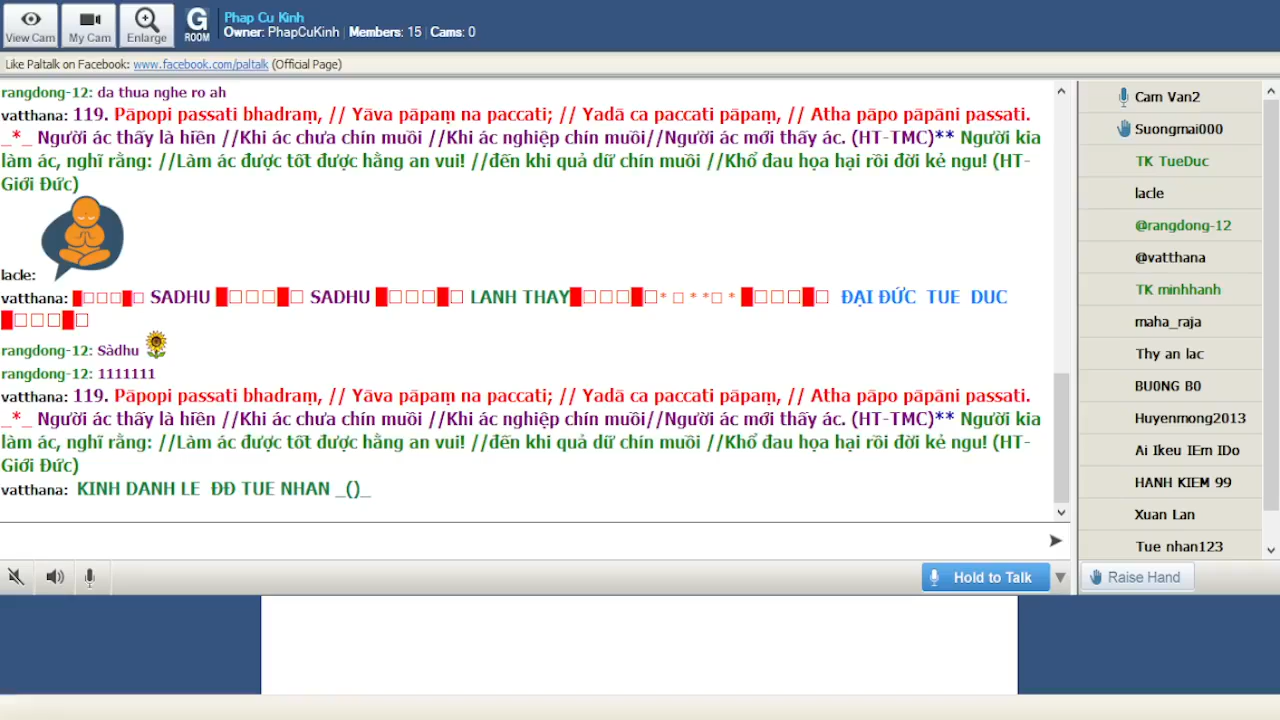 Phap Cu Kinh
Owner: PhapCuKinh | Members: 15 | Cams: 0
View Cam
My Cam
Enlarge
G
ROOM
Like Paltalk on Facebook: www.facebook.com/paltalk (Official Page)
rangdong-12: da thua nghe ro ah
vatthana: 119. Pāpopi passati bhadraṃ, // Yāva pāpaṃ na paccati; // Yadā ca paccati pāpaṃ, // Atha pāpo pāpāni passati.
_*_ Người ác thấy là hiền //Khi ác chưa chín muồi //Khi ác nghiệp chín muồi//Người ác mới thấy ác. (HT-TMC)** Người kia
làm ác, nghĩ rằng: //Làm ác được tốt được hằng an vui! //đến khi quả dữ chín muồi //Khổ đau họa hại rồi đời kẻ ngu! (HT-
Giới Đức)
lacle:
vatthana: █□□□█□ SADHU █□□□█□ SADHU █□□□█□ LANH THAY█□□□█□* □ * **□ * █□□□█□ ĐẠI ĐỨC TUE DUC
█□□□█□
rangdong-12: Sàdhu
rangdong-12: 1111111
vatthana: 119. Pāpopi passati bhadraṃ, // Yāva pāpaṃ na paccati; // Yadā ca paccati pāpaṃ, // Atha pāpo pāpāni passati.
_*_ Người ác thấy là hiền //Khi ác chưa chín muồi //Khi ác nghiệp chín muồi//Người ác mới thấy ác. (HT-TMC)** Người kia
làm ác, nghĩ rằng: //Làm ác được tốt được hằng an vui! //đến khi quả dữ chín muồi //Khổ đau họa hại rồi đời kẻ ngu! (HT-
Giới Đức)
vatthana: KINH DANH LE ĐĐ TUE NHAN _()_
Cam Van2
Suongmai000
TK TueDuc
lacle
@rangdong-12
@vatthana
TK minhhanh
maha_raja
Thy an lac
BU0NG B0
Huyenmong2013
Ai Ikeu IEm IDo
HANH KIEM 99
Xuan Lan
Tue nhan123
Hold to Talk
Raise Hand